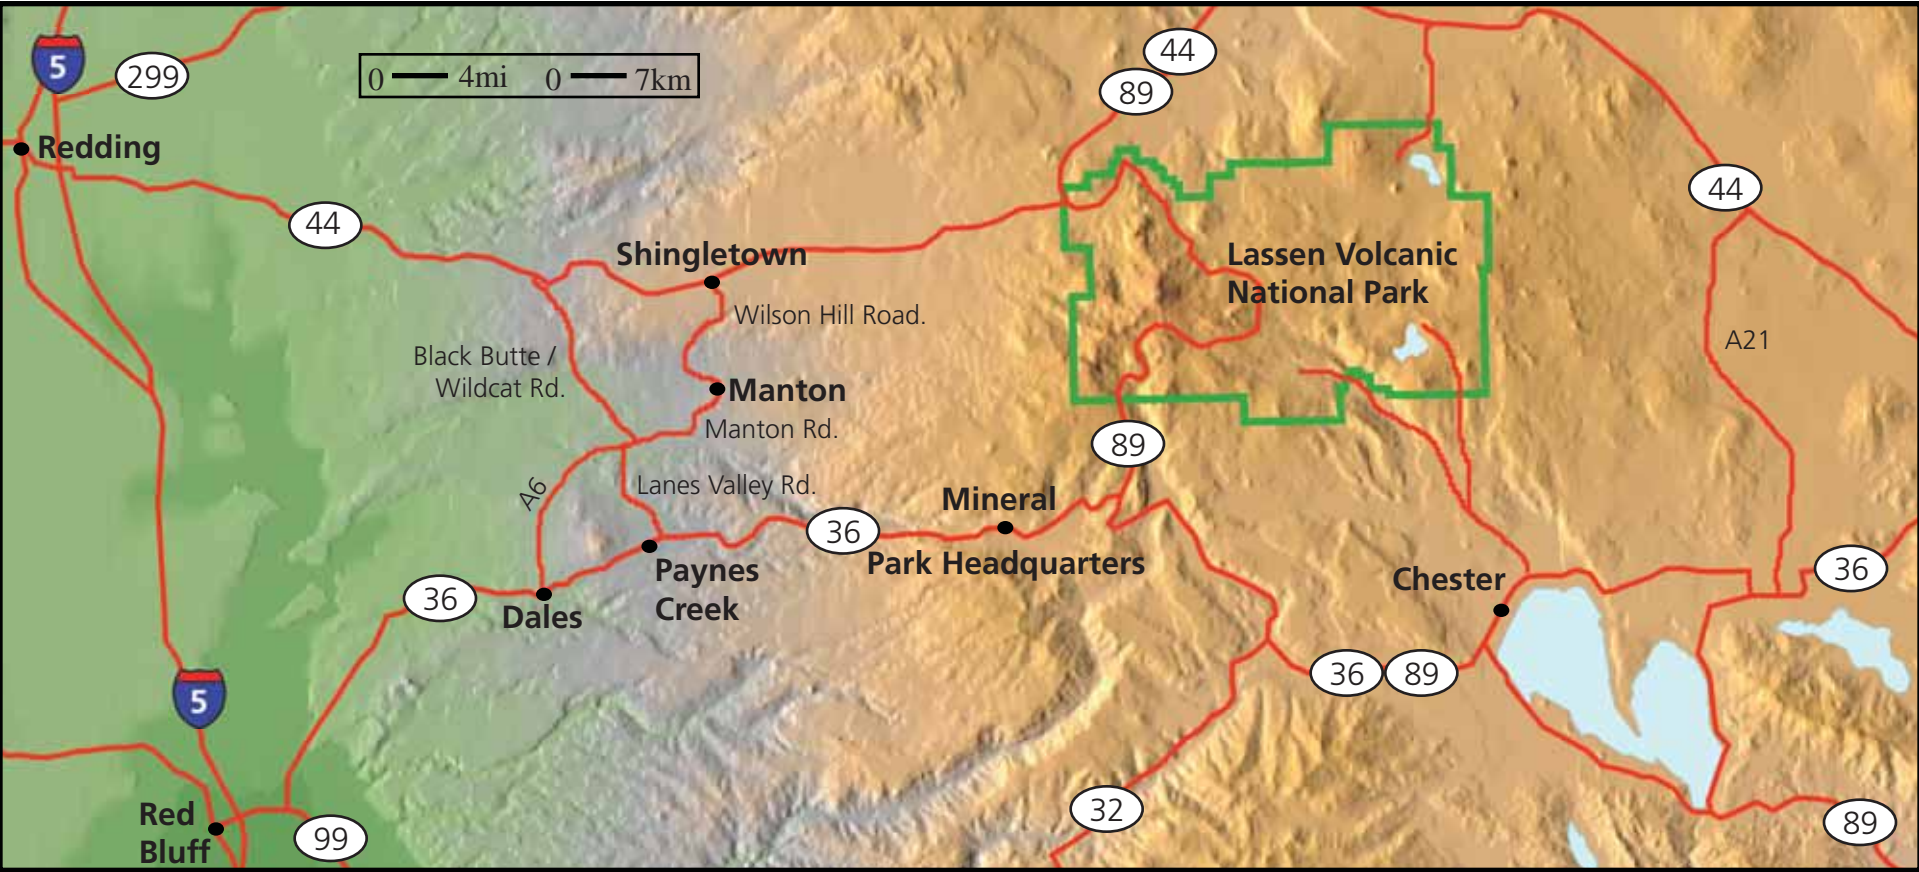 5
299
0 4mi 0 7km
44
89
Redding
44
44
Shingletown
Lassen Volcanic
National Park
Wilson Hill Road.
A21
Black Butte /
Wildcat Rd.
Manton
Manton Rd.
89
A6
Lanes Valley Rd.
Mineral
36
Park Headquarters
36
Paynes
Creek
Chester
36
Dales
36
89
5
32
Red
Bluff
99
89